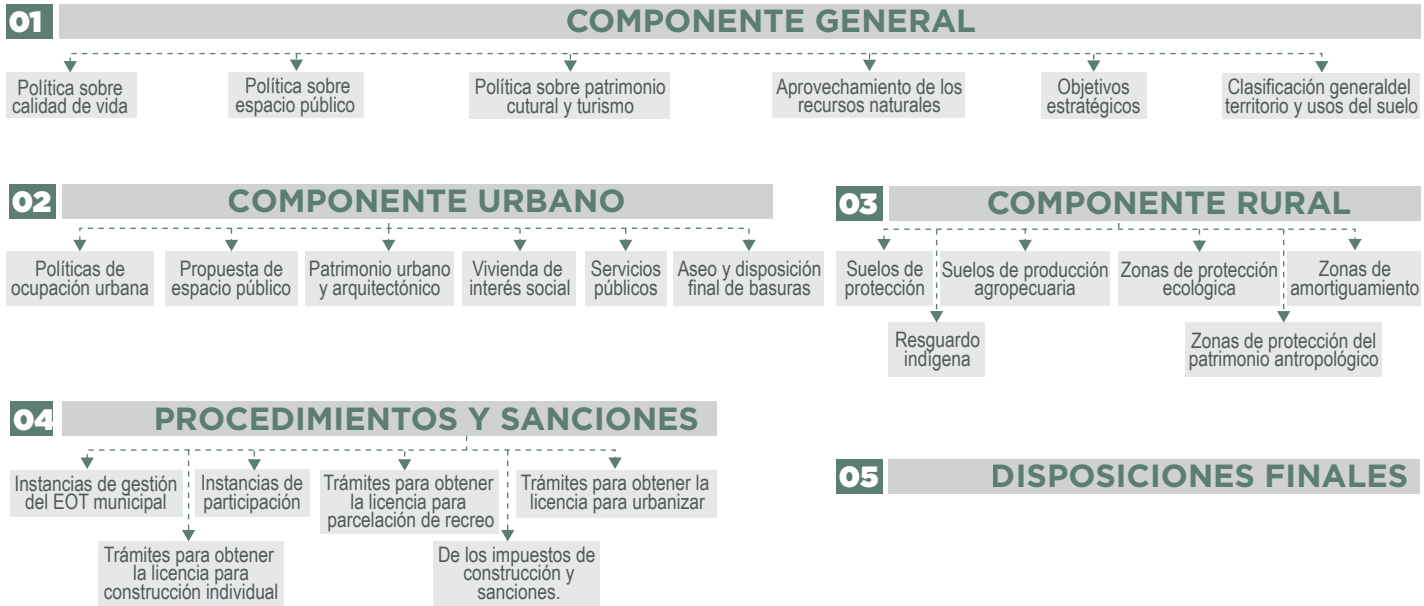 01 COMPONENTE GENERAL
Política sobre
calidad de vida
Política sobre
espacio público
Política sobre patrimonio
cutural y turismo
Aprovechamiento de los
recursos naturales
Objetivos
estratégicos
Clasificación generaldel
territorio y usos del suelo
02 COMPONENTE URBANO
Políticas de
ocupación urbana
Propuesta de
espacio público
Patrimonio urbano
y arquitectónico
Vivienda de
interés social
Servicios
públicos
Aseo y disposición
final de basuras
03 COMPONENTE RURAL
Suelos de
protección
Suelos de producción
agropecuaria
Zonas de protección
ecológica
Zonas de
amortiguamiento
Resguardo
indígena
Zonas de protección del
patrimonio antropológico
04 PROCEDIMIENTOS Y SANCIONES
Instancias de gestión
del EOT municipal
Instancias de
participación
Trámites para obtener
la licencia para
parcelación de recreo
Trámites para obtener la
licencia para urbanizar
Trámites para obtener
la licencia para
construcción individual
De los impuestos de
construcción y
sanciones.
05 DISPOSICIONES FINALES